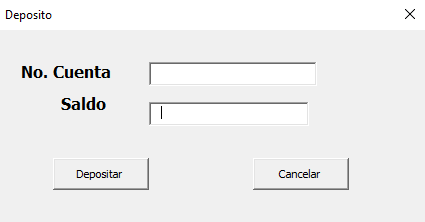 Deposito
No. Cuenta
Saldo
Depositar
Cancelar